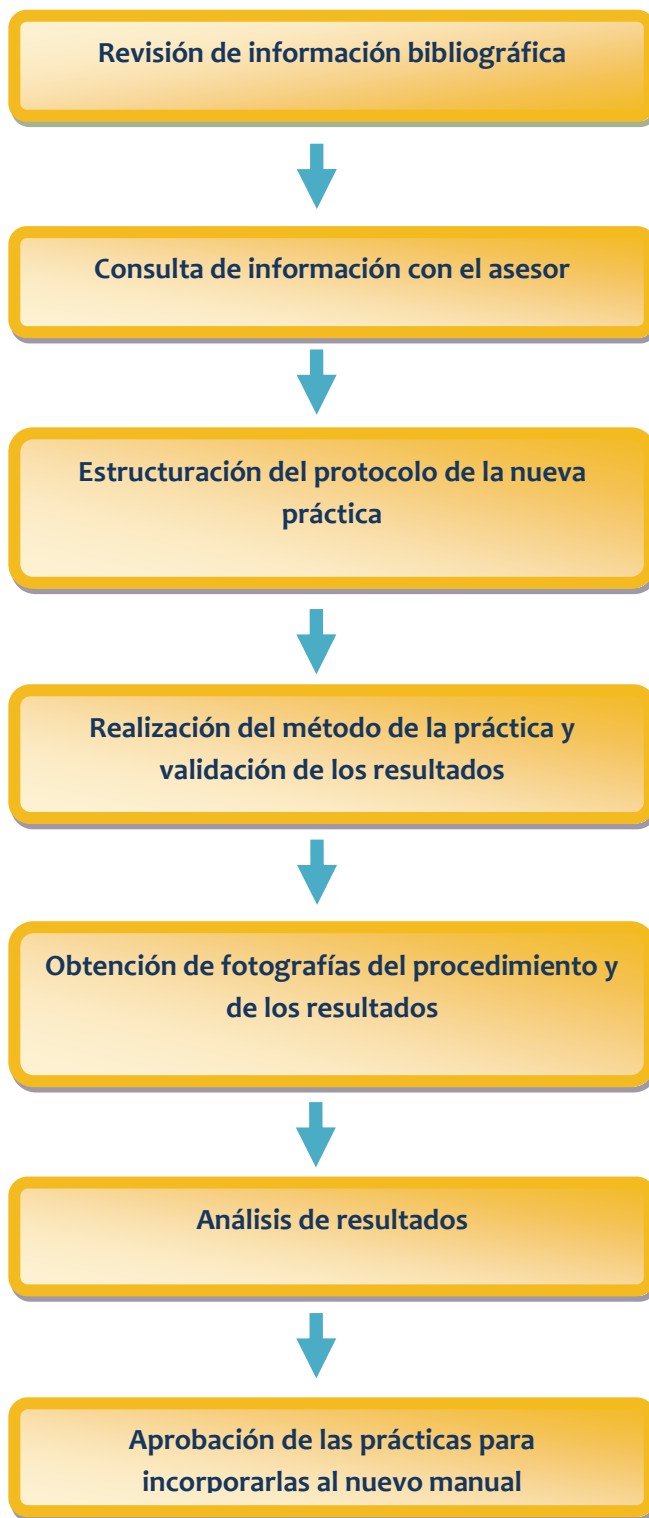 Revisión de información bibliográfica
Consulta de información con el asesor
Estructuración del protocolo de la nueva
práctica
Realización del método de la práctica y
validación de los resultados
Obtención de fotografías del procedimiento y
de los resultados
Análisis de resultados
Aprobación de las prácticas para
incorporarlas al nuevo manual